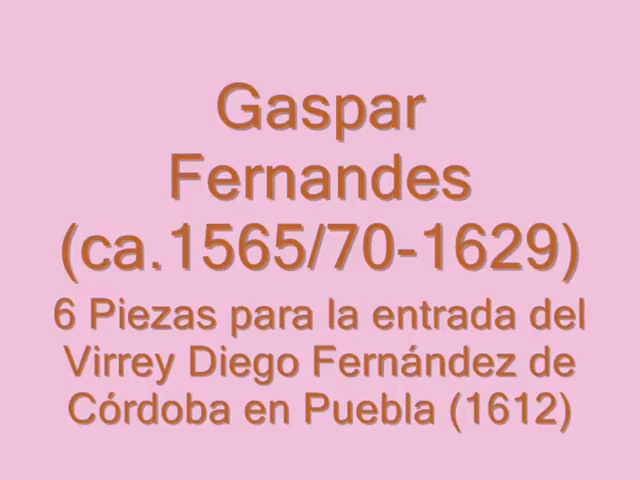 Gaspar
Fernandes
(ca.1565/70-1629)
6 Piezas para la entrada del
Virrey Diego Fernández de
Córdoba en Puebla (1612)